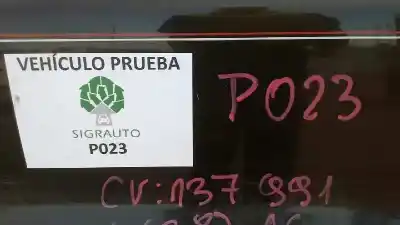 VEHÍCULO PRUEBA
SIGRAUTO
P023
P023
CV: 137 991